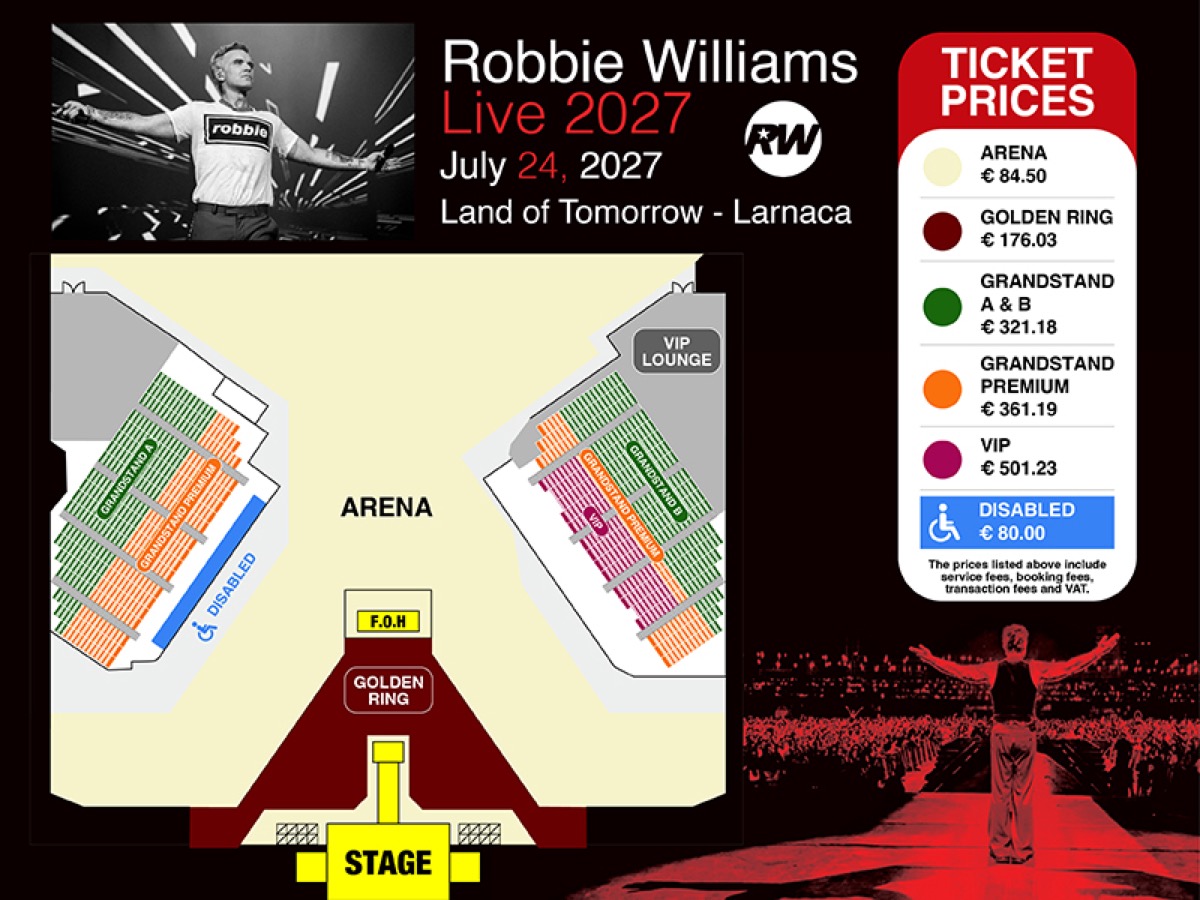 robbie
Robbie Williams
Live 2027
RW
July 24, 2027
Land of Tomorrow - Larnaca
TICKET
PRICES
ARENA
€ 84.50
GOLDEN RING
€ 176.03
GRANDSTAND
A & B
€ 321.18
GRANDSTAND
PREMIUM
€ 361.19
VIP
€ 501.23
DISABLED
€ 80.00
The prices listed above include
service fees, booking fees,
transaction fees and VAT.
VIP
LOUNGE
GRANDSTAND A
GRANDSTAND PREMIUM
DISABLED
ARENA
GRANDSTAND B
GRANDSTAND PREMIUM
VIP
F.O.H
GOLDEN
RING
STAGE